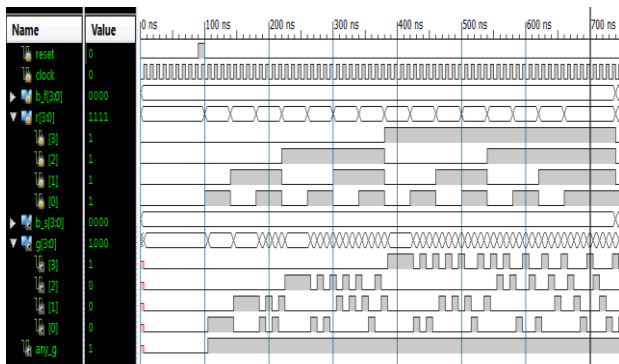 Name Value 0 ns 100 ns 200 ns 300 ns 400 ns 500 ns 600 ns 700 ns
reset 0
clock 0
b_f[3:0] 0000
r[3:0] 1111
[3] 1
[2] 1
[1] 1
[0] 1
b_s[3:0] 0000
g[3:0] 1000
[3] 1
[2] 0
[1] 0
[0] 0
any_g 1